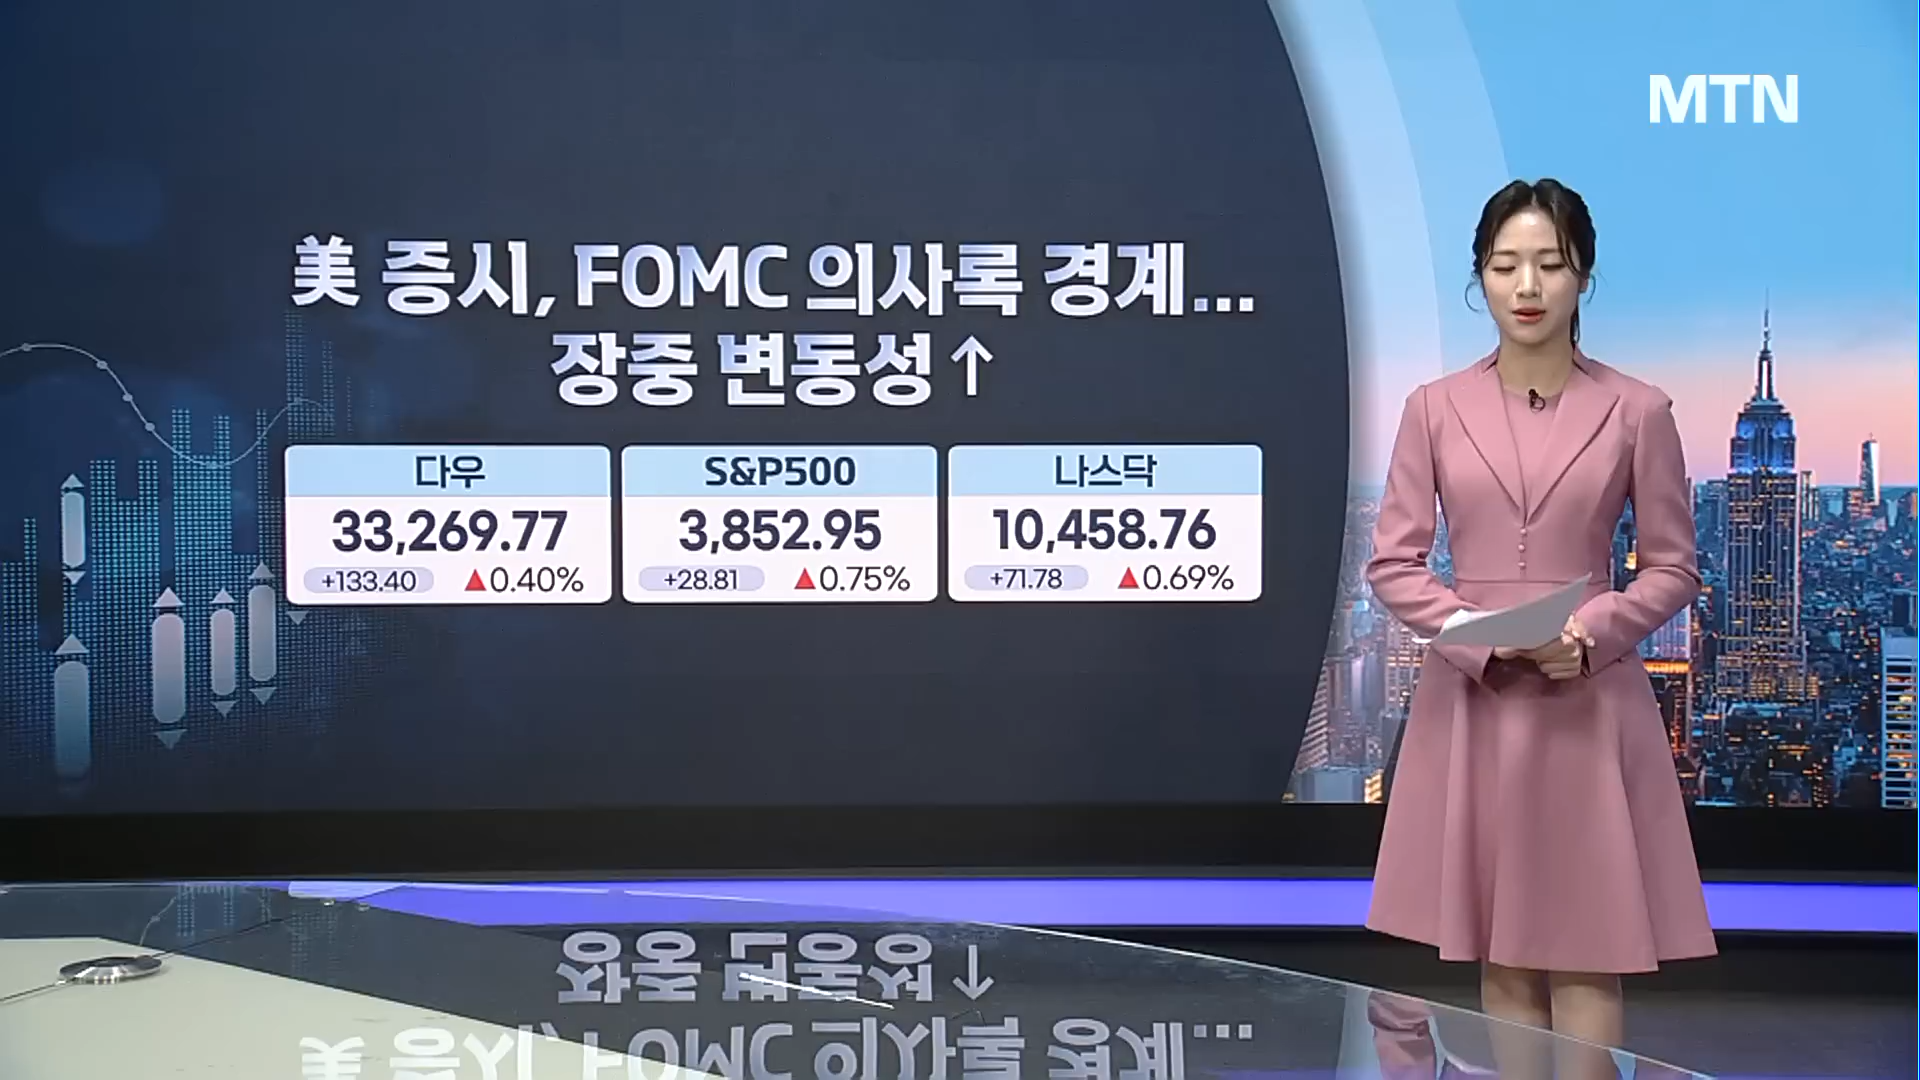 MTN
美 증시, FOMC 의사록 경계...
장중 변동성↑
다우
33,269.77
+133.40 ▲0.40%
S&P500
3,852.95
+28.81 ▲0.75%
나스닥
10,458.76
+71.78 ▲0.69%